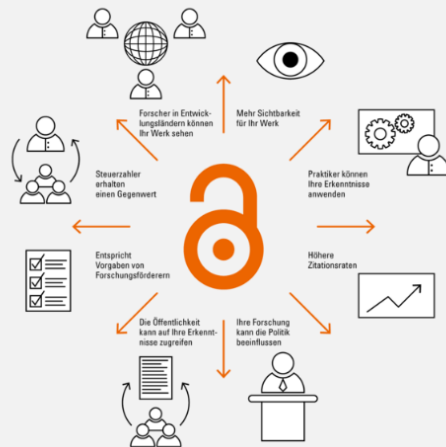 Forscher in Entwick-
lungsländern können
Ihr Werk sehen
Mehr Sichtbarkeit
für Ihr Werk
Steuerzahler
erhalten
einen Gegenwert
Praktiker können
Ihre Erkenntnisse
anwenden
Entspricht
Vorgaben von
Forschungsförderern
Höhere
Zitationsraten
Die Öffentlichkeit
kann auf Ihre Erkennt-
nisse zugreifen
Ihre Forschung
kann die Politik
beeinflussen